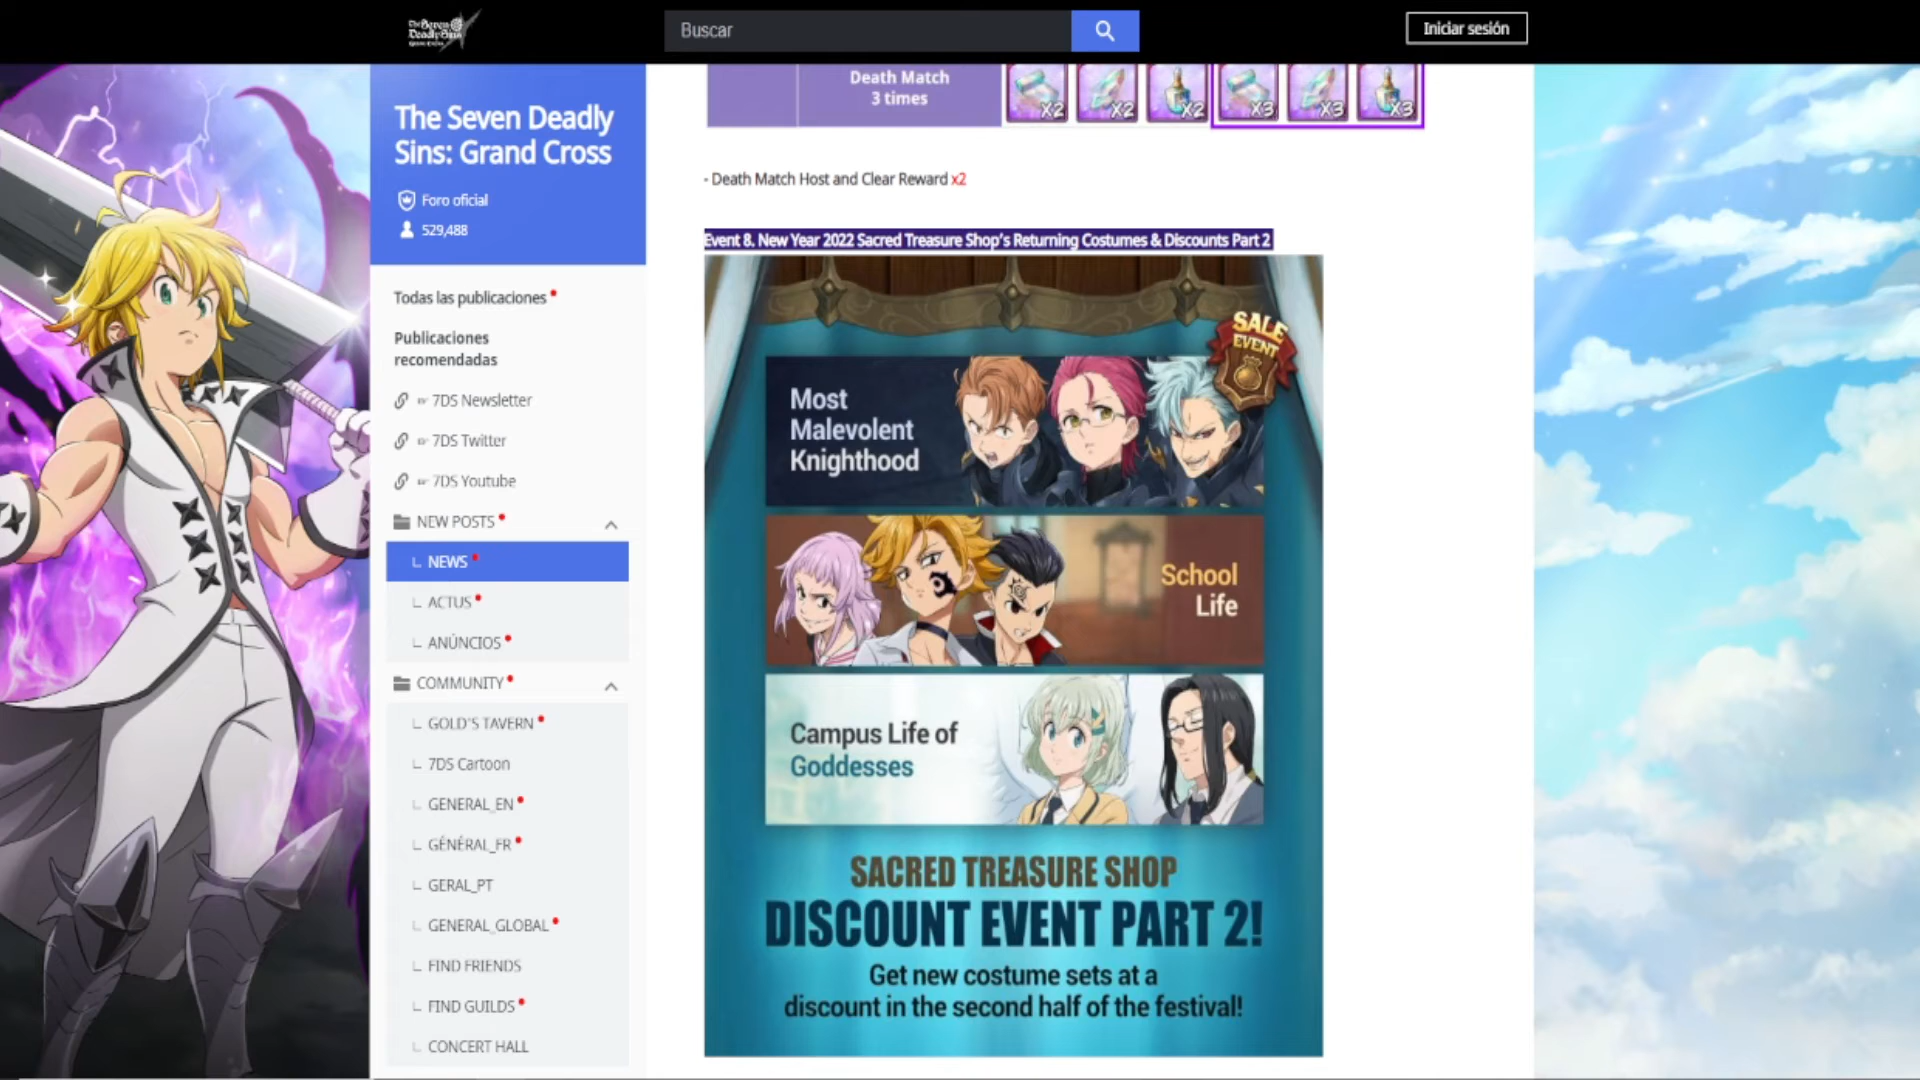 The Seven
Deadly Sins
Buscar
Iniciar sesión
The Seven Deadly
Sins: Grand Cross
Foro oficial
529,488
Todas las publicaciones
Publicaciones
recomendadas
7DS Newsletter
7DS Twitter
7DS Youtube
NEW POSTS
NEWS
ACTUS
ANÚNCIOS
COMMUNITY
GOLD'S TAVERN
7DS Cartoon
GENERAL_EN
GÉNÉRAL_FR
GERAL_PT
GENERAL_GLOBAL
FIND FRIENDS
FIND GUILDS
CONCERT HALL
Death Match
3 times
X2 X2 X2 X3 X3 X3
- Death Match Host and Clear Reward x2
Event 8. New Year 2022 Sacred Treasure Shop's Returning Costumes & Discounts Part 2
SALE
EVENT
Most
Malevolent
Knighthood
School
Life
Campus Life of
Goddesses
SACRED TREASURE SHOP
DISCOUNT EVENT PART 2!
Get new costume sets at a
discount in the second half of the festival!